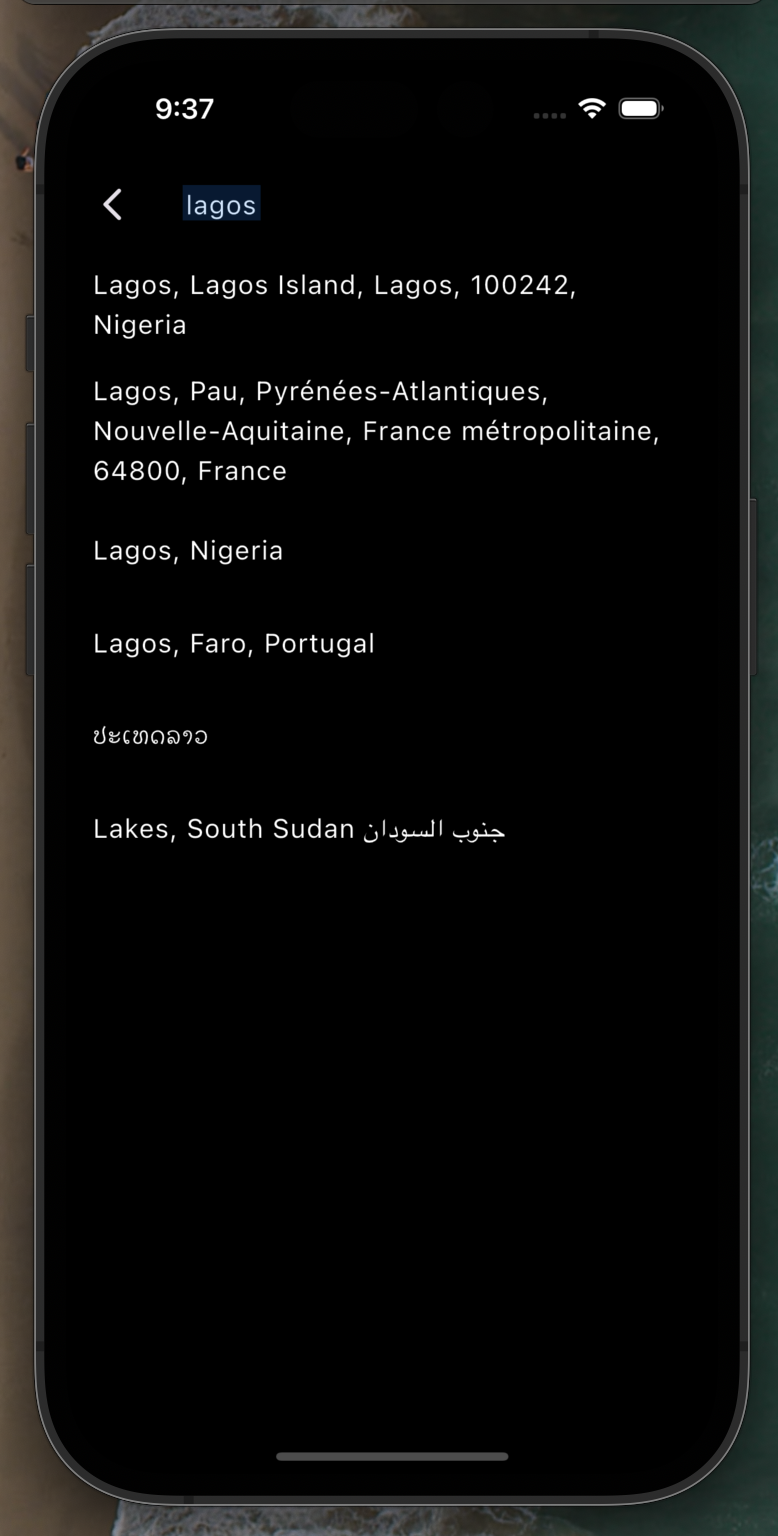 9:37
lagos
Lagos, Lagos Island, Lagos, 100242,
Nigeria
Lagos, Pau, Pyrénées-Atlantiques,
Nouvelle-Aquitaine, France métropolitaine,
64800, France
Lagos, Nigeria
Lagos, Faro, Portugal
ປະເທດລາວ
Lakes, South Sudan جنوب السودان